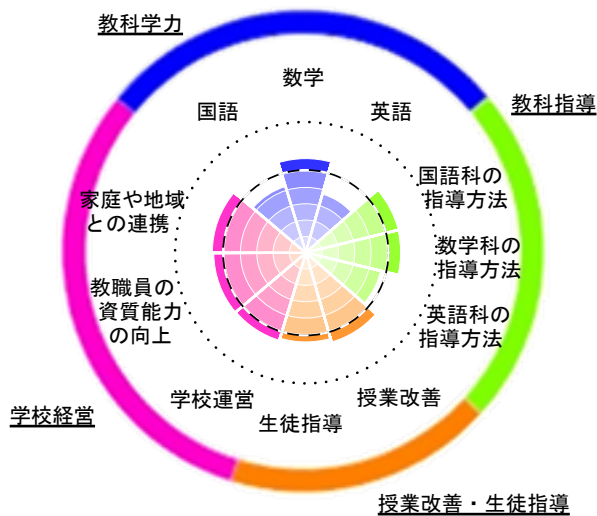 教科学力
数学
国語
英語
教科指導
国語科の
指導方法
家庭や地域
との連携
数学科の
指導方法
教職員の
資質能力
の向上
英語科の
指導方法
学校運営
授業改善
生徒指導
学校経営
授業改善・生徒指導